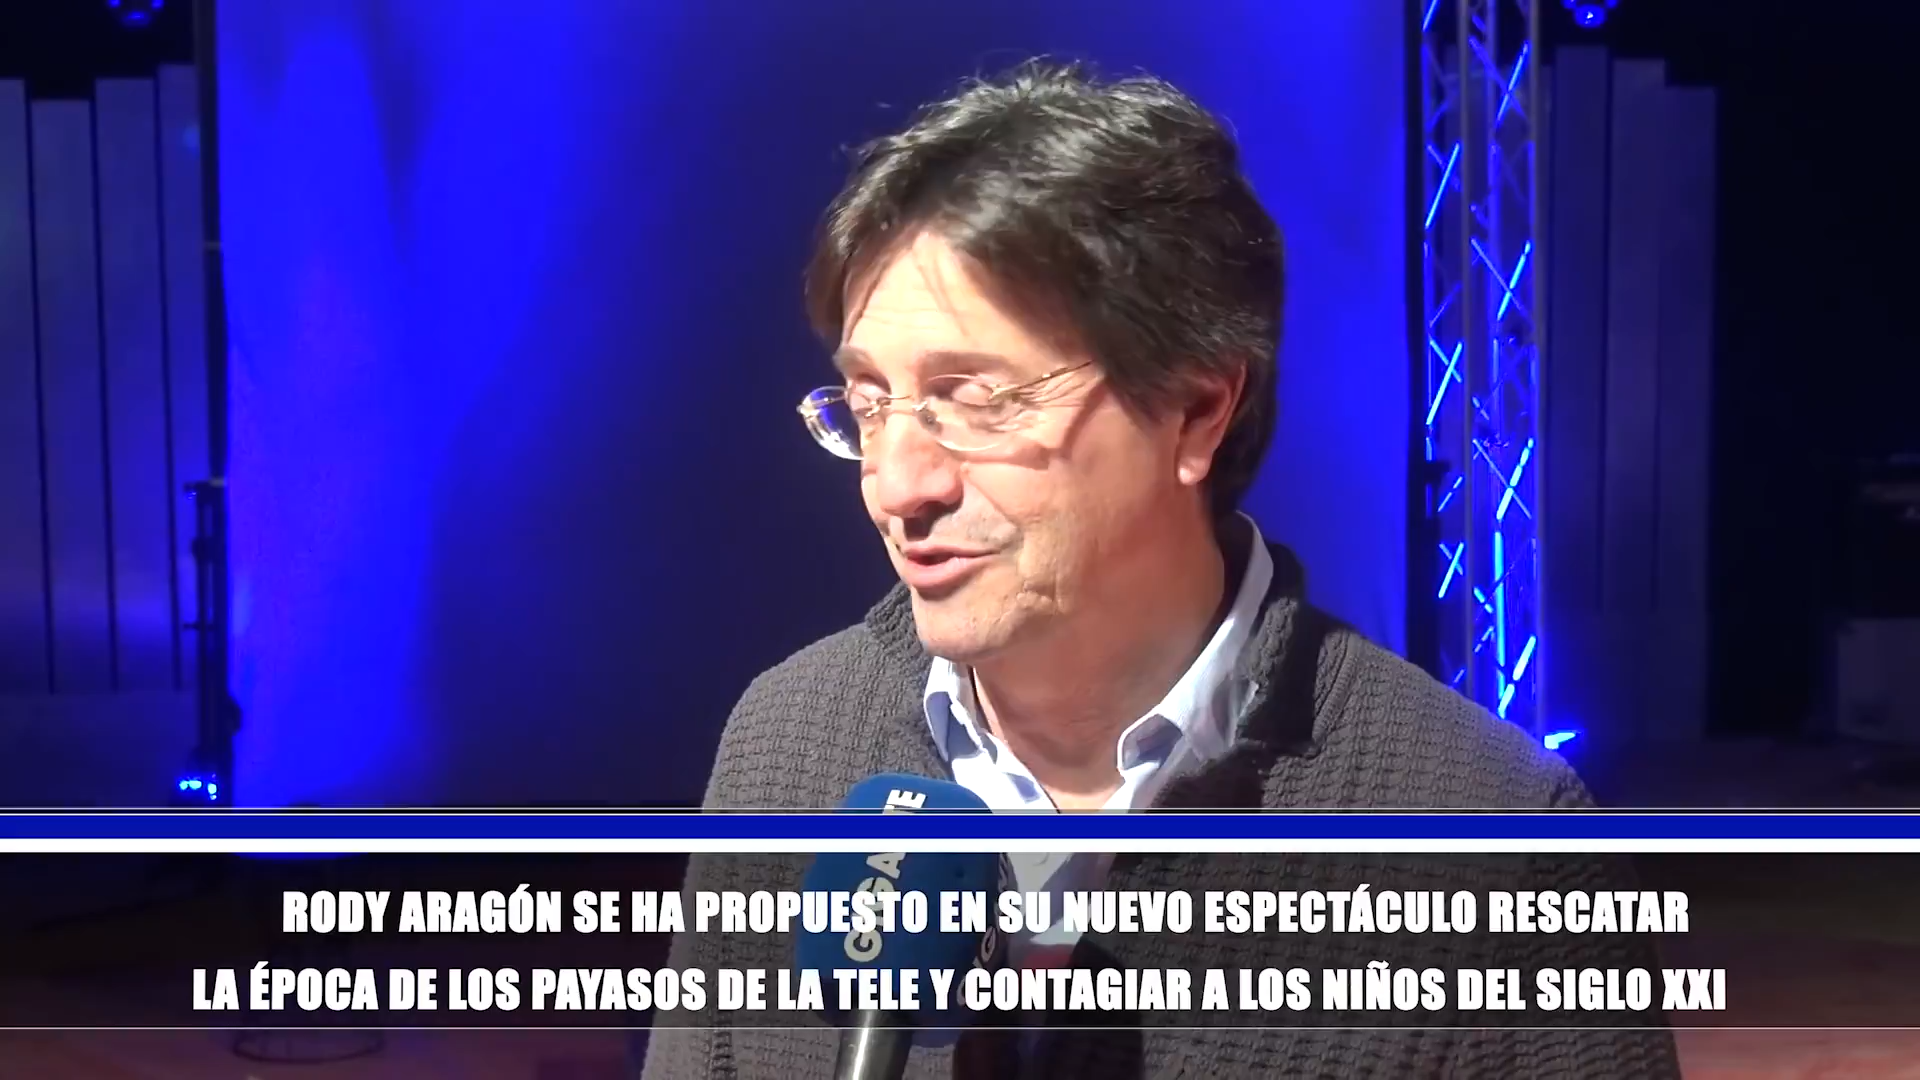 RODY ARAGÓN SE HA PROPUESTO EN SU NUEVO ESPECTÁCULO RESCATAR
LA ÉPOCA DE LOS PAYASOS DE LA TELE Y CONTAGIAR A LOS NIÑOS DEL SIGLO XXI